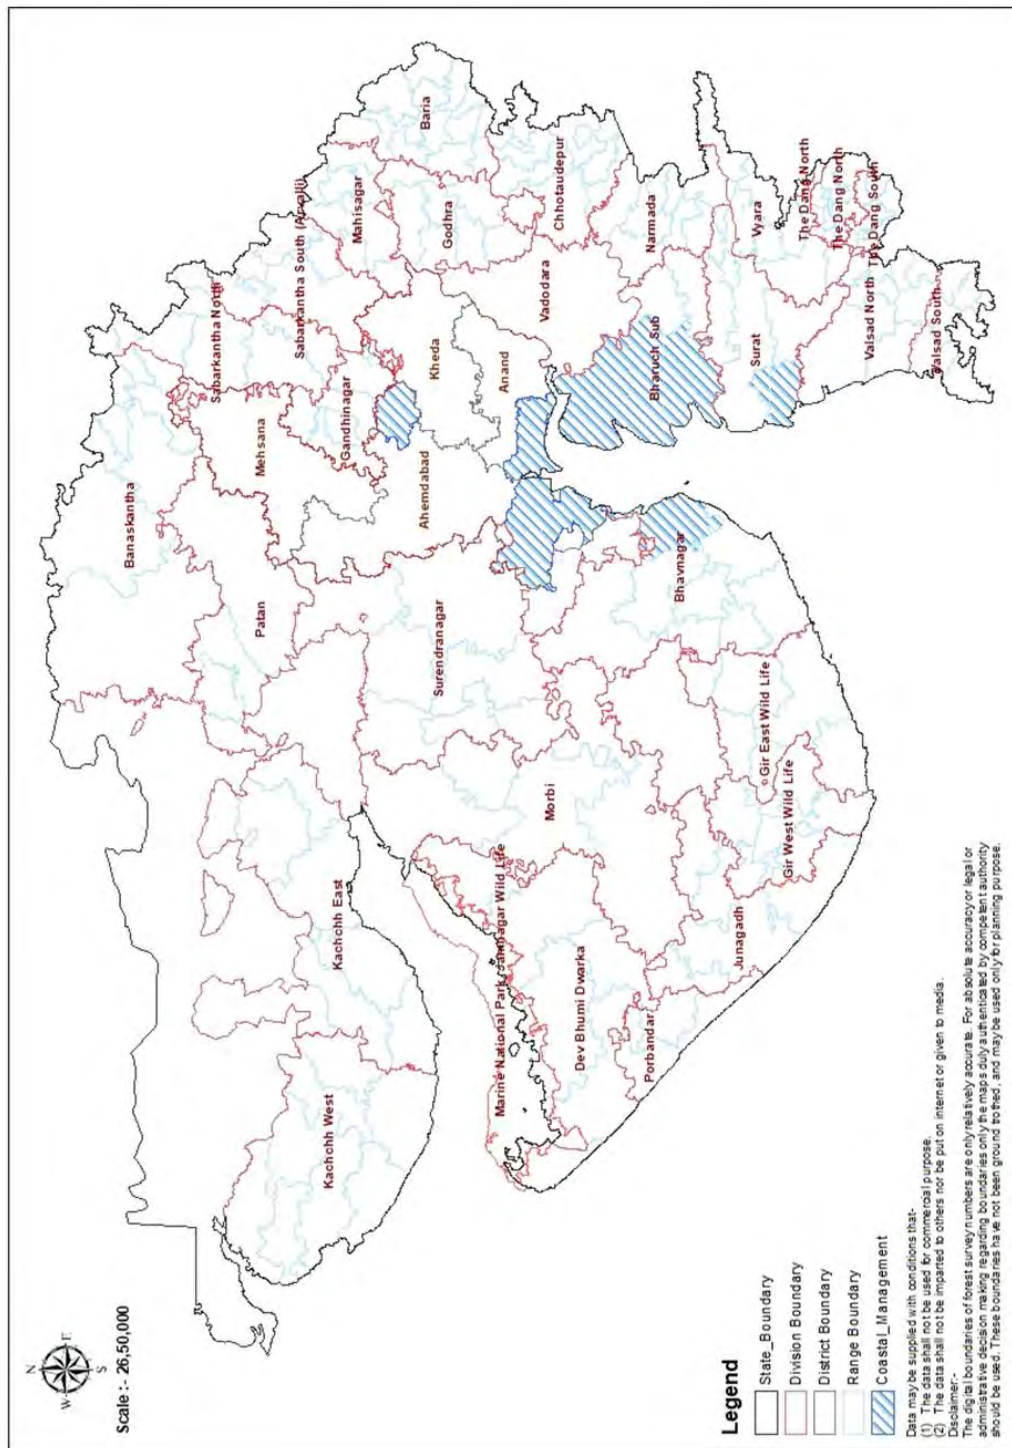 N
W
E
S
Scale :- 26,50,000
Banaskantha
Sabarkantha North
Patan
Mehsana
Sabarkantha South (Arvalli)
Mahisagar
Baria
Gandhinagar
Kachchh East
Kachchh West
Surendranagar
Ahemdabad
Kheda
Godhra
Anand
Chhotaudepur
Vadodara
Morbi
Marine National Park Jamnagar Wild Life
Dev Bhumi Dwarka
Bhavnagar
Bharuch Sub
Narmada
Porbandar
Junagadh
Gir East Wild Life
Gir West Wild Life
Surat
Vyara
The Dang North
The Dang North
The Dang South
Valsad North
Valsad South
Legend
State_Boundary
Division Boundary
District Boundary
Range Boundary
Coastal_Management
Data may be supplied with conditions that-
(1) The data shall not be used for commercial purpose.
(2) The data shall not be imparted to others nor be put on internet or given to media.
Disclaimer:-
The digital boundaries of forest survey numbers are only relatively accurate. For absolute accuracy or legal or
administrative decision making regarding boundaries only the maps duly authenticated by competent authority
should be used. These boundaries have not been ground trothed, and may be used only for planning purpose.